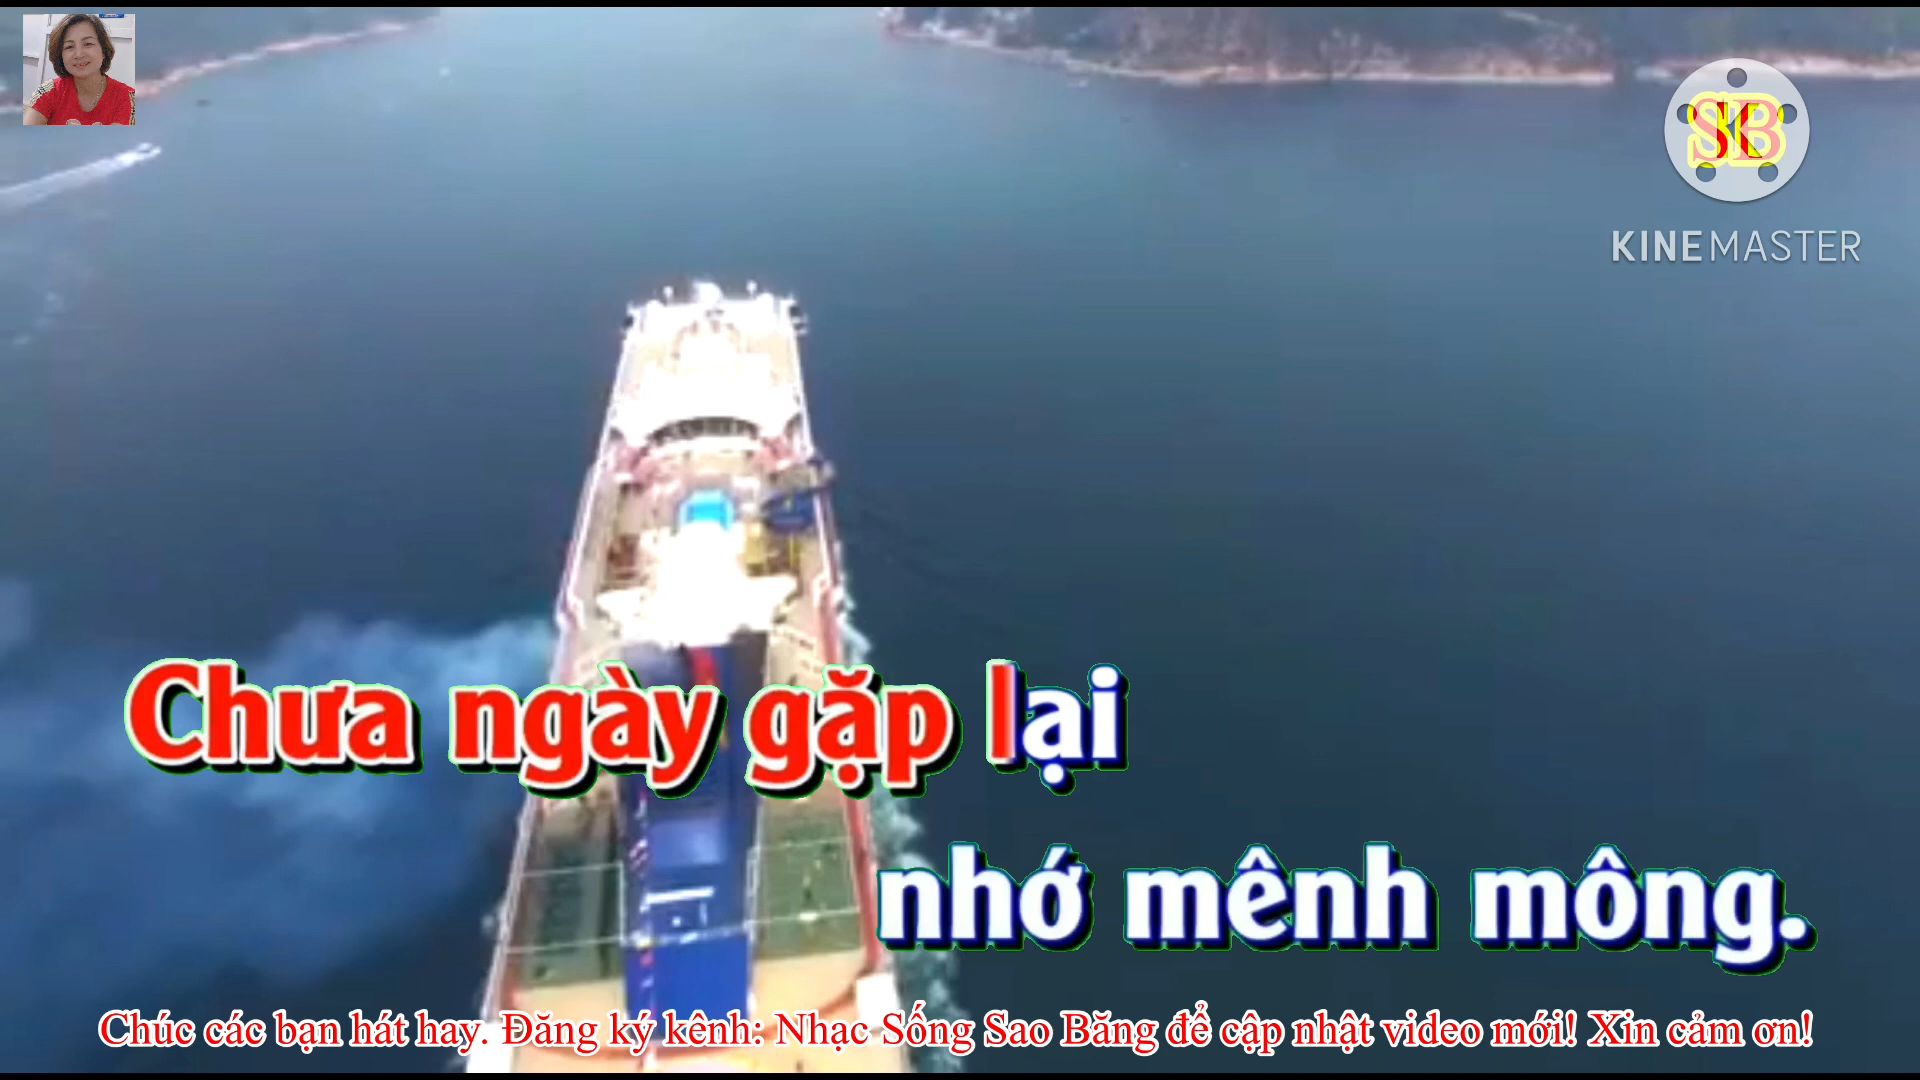 SKB
KINEMASTER
Chưa ngày gặp lại
nhớ mênh mông.
Chúc các bạn hát hay. Đăng ký kênh: Nhạc Sống Sao Băng để cập nhật video mới! Xin cảm ơn!